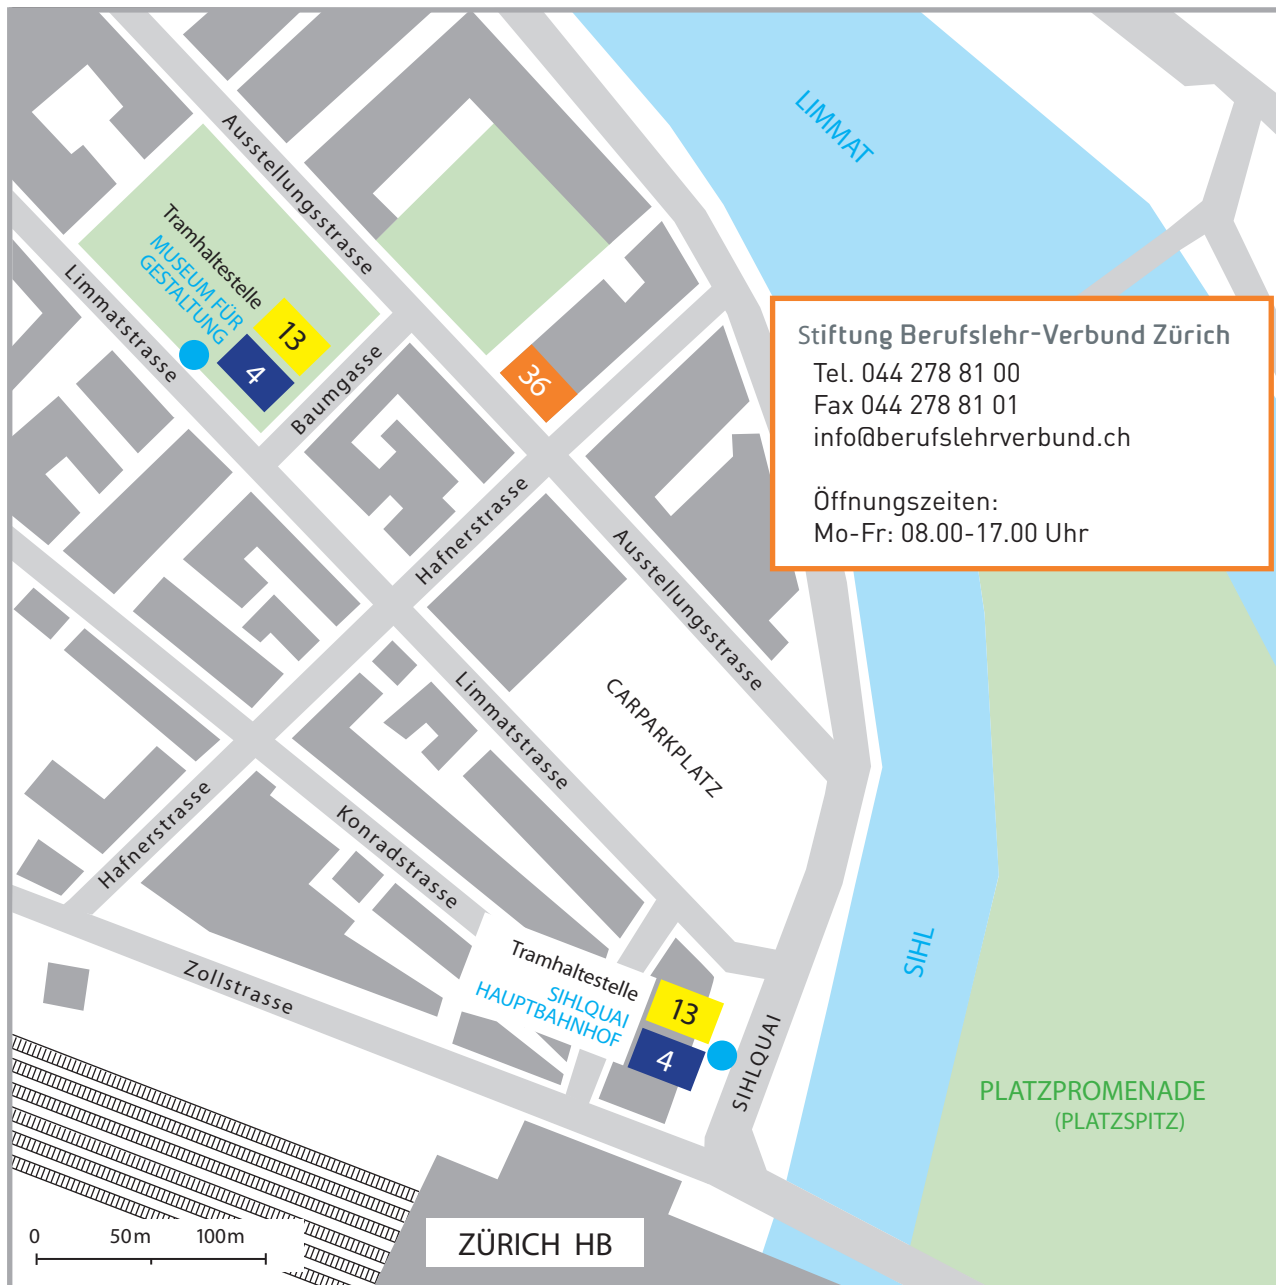 LIMMAT
Ausstellungsstrasse
Tramhaltestelle
MUSEUM FÜR
GESTALTUNG
13
4
Limmatstrasse
Baumgasse
36
Stiftung Berufslehr-Verbund Zürich
Tel. 044 278 81 00
Fax 044 278 81 01
info@berufslehrverbund.ch
Öffnungszeiten:
Mo-Fr: 08.00-17.00 Uhr
Hafnerstrasse
Ausstellungsstrasse
Limmatstrasse
CARPARKPLATZ
Hafnerstrasse
Konradstrasse
Zollstrasse
Tramhaltestelle
SIHLQUAI
HAUPTBAHNHOF
13
4
SIHLQUAI
SIHL
PLATZPROMENADE
(PLATZSPITZ)
0 50m 100m
ZÜRICH HB